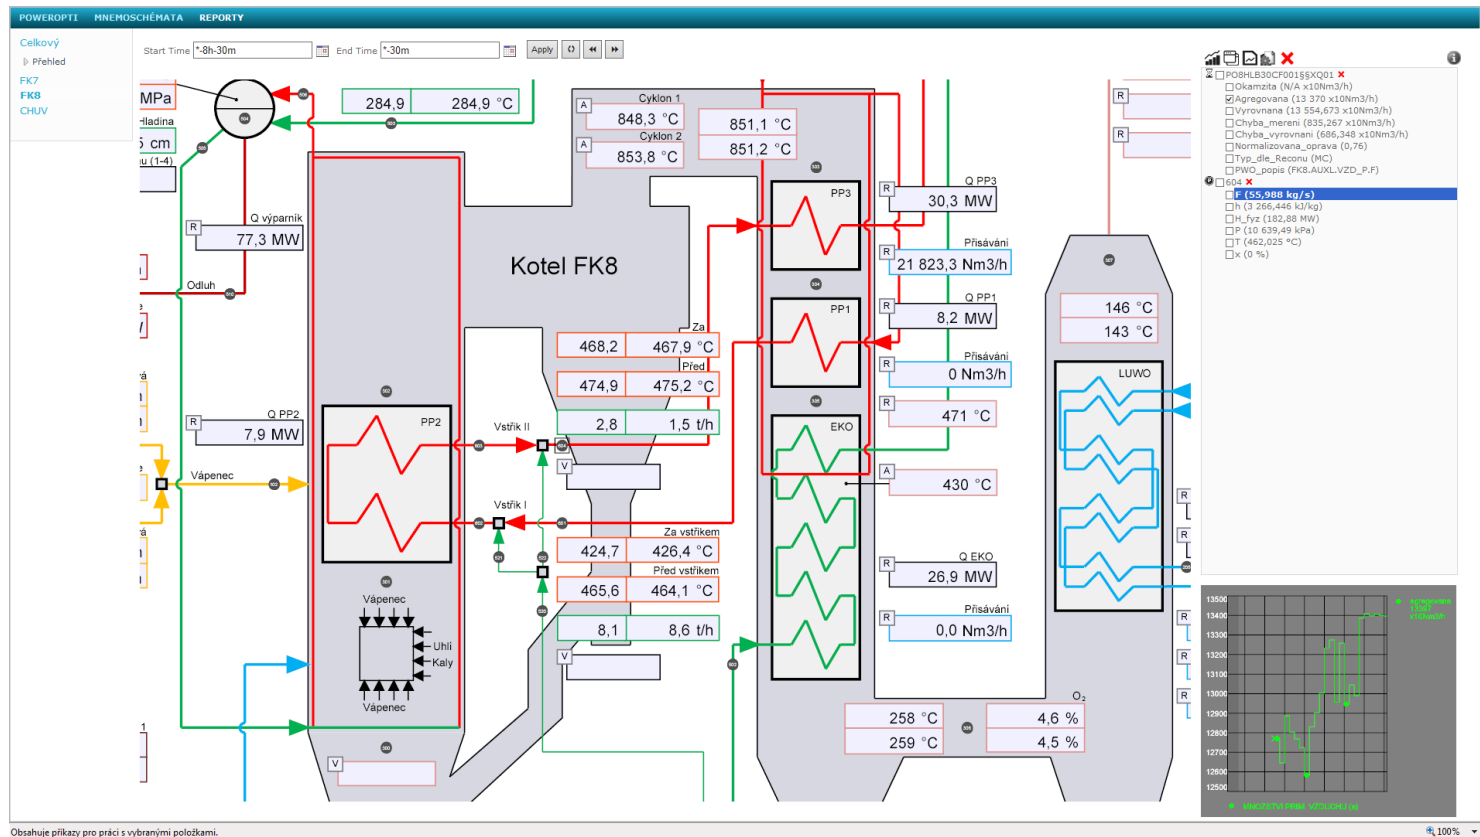 POWEROPTI MNEMOSCHÉMATA REPORTY
Celkový
Přehled
FK7
FK8
CHUV
Start Time *-8h-30m End Time *-30m Apply
MPa
Hladina
5 cm
nu (1-4)
284,9 284,9 °C
A Cyklon 1
848,3 °C
A Cyklon 2
853,8 °C
851,1 °C
851,2 °C
R
R
Q výparník
R
77,3 MW
Odluh
Kotel FK8
PP3
Q PP3
R
30,3 MW
Přisávání
R
21 823,3 Nm3/h
PP1
Q PP1
R
8,2 MW
Přisávání
R
0 Nm3/h
R
471 °C
A
430 °C
EKO
Q EKO
R
26,9 MW
Přisávání
R
0,0 Nm3/h
Za
468,2 467,9 °C
Před
474,9 475,2 °C
2,8 1,5 t/h
V
Q PP2
R
7,9 MW
PP2
Vápenec
Vstřik II
Vstřik I
Za vstřikem
424,7 426,4 °C
Před vstřikem
465,6 464,1 °C
8,1 8,6 t/h
V
Vápenec
Uhlí
Kaly
Vápenec
V
258 °C
259 °C
O₂
4,6 %
4,5 %
146 °C
143 °C
LUWO
R
R
R
R
R
PO8HLB30CF001§§XQ01
Okamzita (N/A x10Nm3/h)
Agregovana (13 370 x10Nm3/h)
Vyrovnana (13 554,673 x10Nm3/h)
Chyba_mereni (835,267 x10Nm3/h)
Chyba_vyrovnani (686,348 x10Nm3/h)
Normalizovana_oprava (0,76)
Typ_dle_Reconu (MC)
PWO_popis (FK8.AUXL.VZD_P.F)
604
F (55,988 kg/s)
h (3 266,446 kJ/kg)
H_fyz (182,88 MW)
P (10 639,49 kPa)
T (462,025 °C)
x (0 %)
13500
13400
13300
13200
13100
13000
12900
12800
12700
12600
12500
Obsahuje příkazy pro práci s vybranými položkami.
100%